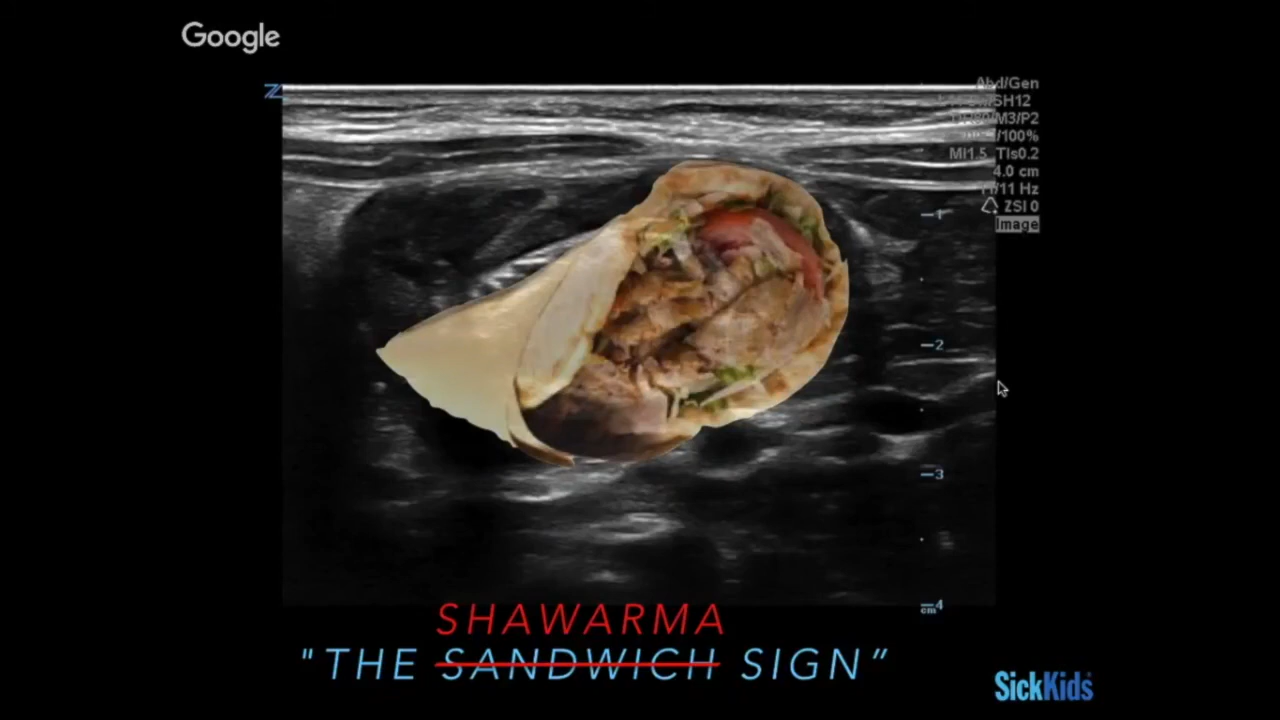 Google
Z
Abd/Gen
MI1.5 TIs0.2
4.0 cm
ZSI 0
Image
1
2
3
cm 4
SHAWARMA
"THE SANDWICH SIGN”
SickKids